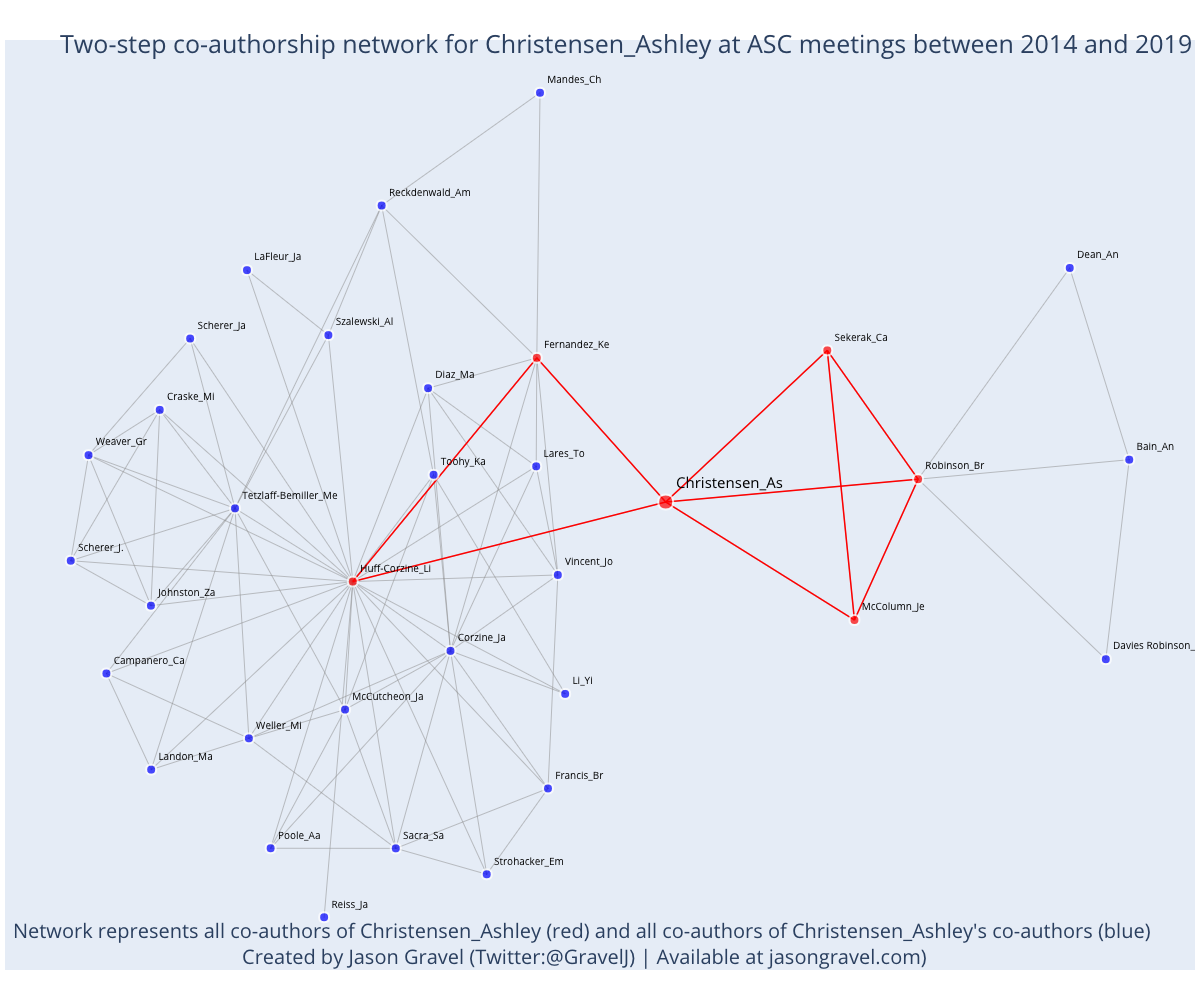 Two-step co-authorship network for Christensen_Ashley at ASC meetings between 2014 and 2019
Mandes_Ch
Reckdenwald_Am
LaFleur_Ja
Dean_An
Scherer_Ja
Szalewski_Al
Sekerak_Ca
Fernandez_Ke
Diaz_Ma
Craske_Mi
Weaver_Gr
Bain_An
Lares_To
Toohy_Ka
Robinson_Br
Christensen_As
Tetzlaff-Bemiller_Me
Scherer_J.
Vincent_Jo
Huff-Corzine_Li
Johnston_Za
McColumn_Je
Corzine_Ja
Davies Robinson_
Campanero_Ca
Li_Yi
McCutcheon_Ja
Weller_Mi
Landon_Ma
Francis_Br
Poole_Aa
Sacra_Sa
Strohacker_Em
Reiss_Ja
Network represents all co-authors of Christensen_Ashley (red) and all co-authors of Christensen_Ashley's co-authors (blue)
Created by Jason Gravel (Twitter:@GravelJ) | Available at jasongravel.com)